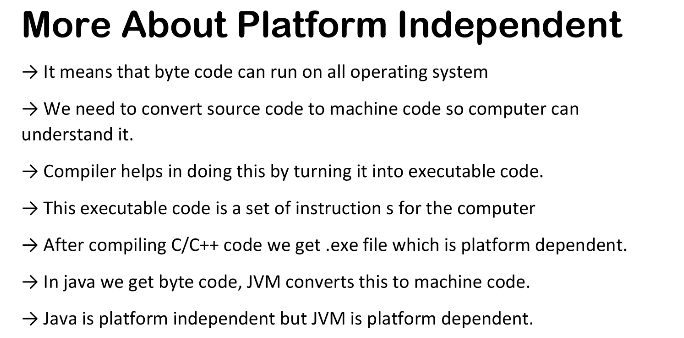 More About Platform Independent
→ It means that byte code can run on all operating system
→ We need to convert source code to machine code so computer can
understand it.
→ Compiler helps in doing this by turning it into executable code.
→ This executable code is a set of instruction s for the computer
→ After compiling C/C++ code we get .exe file which is platform dependent.
→ In java we get byte code, JVM converts this to machine code.
→ Java is platform independent but JVM is platform dependent.